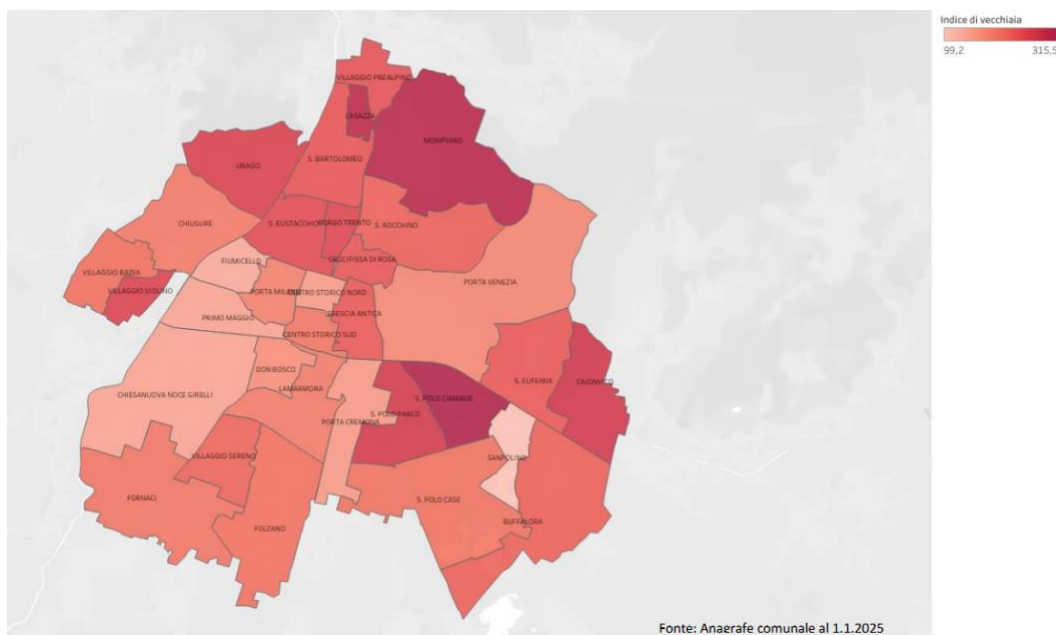 Indice di vecchiaia
99,2 315,5
VILLAGGIO PREALPINO
CASAZZA
MOMPIANO
URAGO
S. BARTOLOMEO
CHIUSURE
S. EUSTACCHIO
BORGO TRENTO
S. ROCCHINO
FIUMICELLO
CROCIFISSA DI ROSA
VILLAGGIO BADIA
PORTA VENEZIA
VILLAGGIO VIOLINO
PORTA MILANO
CENTRO STORICO NORD
PRIMO MAGGIO
BRESCIA ANTICA
CENTRO STORICO SUD
DON BOSCO
S. EUFEMIA
CAIONVICO
LAMARMORA
CHIESANUOVA NOCE GIRELLI
S. POLO CIMABUE
S. POLO PARCO
PORTA CREMONA
VILLAGGIO SERENO
SANPOLINO
FORNACI
S. POLO CASE
BUFFALORA
FOLZANO
Fonte: Anagrafe comunale al 1.1.2025